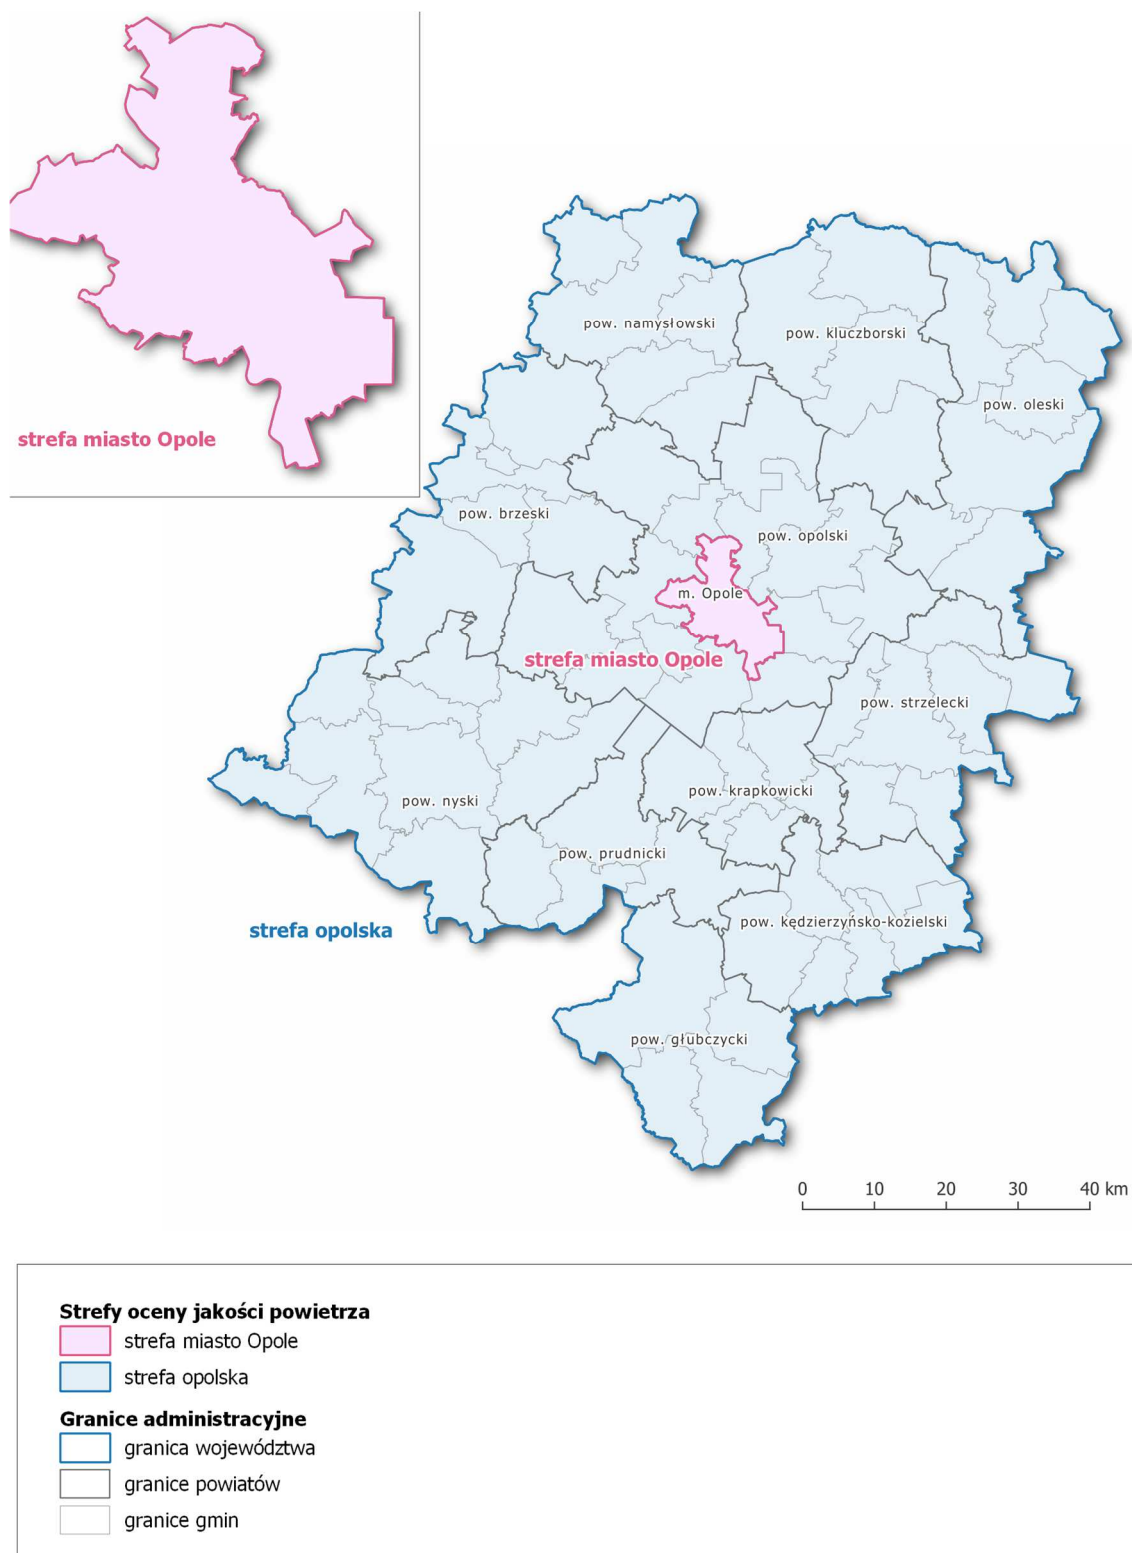 strefa miasto Opole
pow. namysłowski
pow. kluczborski
pow. oleski
pow. brzeski
pow. opolski
m. Opole
strefa miasto Opole
pow. strzelecki
pow. krapkowicki
pow. nyski
pow. prudnicki
strefa opolska
pow. kędzierzyńsko-kozielski
pow. głubczycki
0 10 20 30 40 km
Strefy oceny jakości powietrza
strefa miasto Opole
strefa opolska
Granice administracyjne
granica województwa
granice powiatów
granice gmin